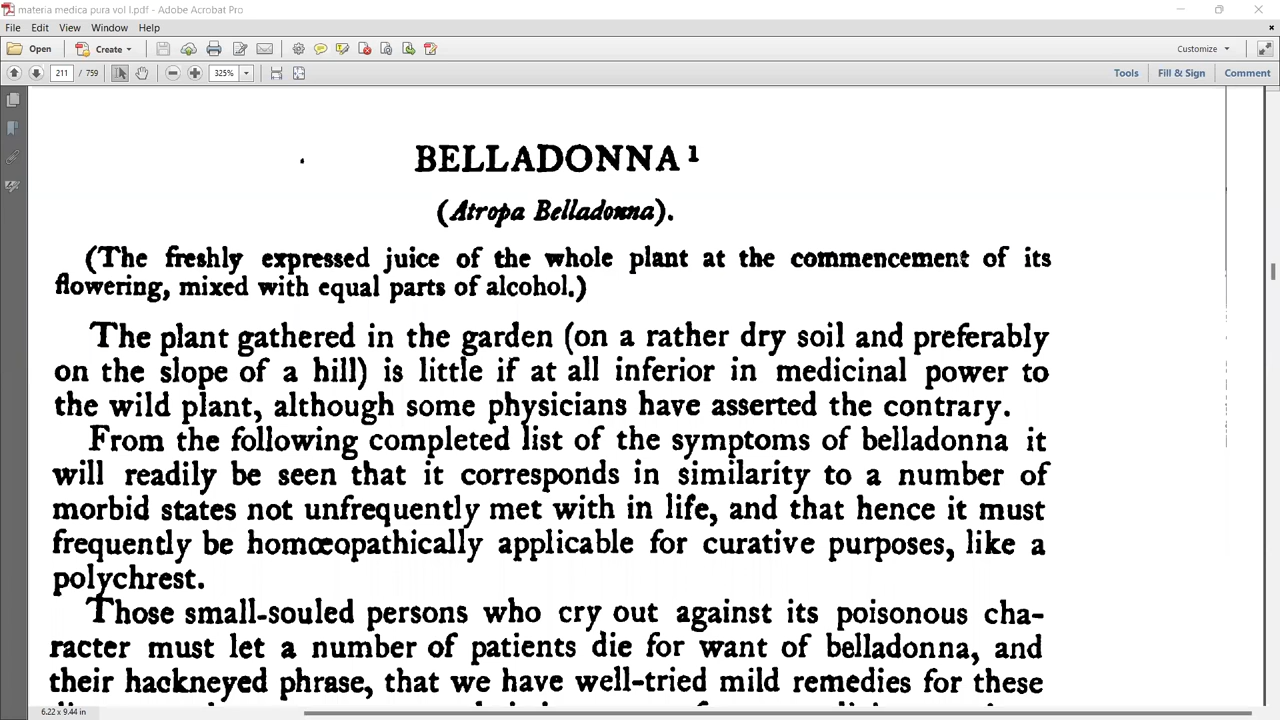 materia medica pura vol I.pdf - Adobe Acrobat Pro
File Edit View Window Help
Open Create Customize
211 / 759 325% Tools Fill & Sign Comment
BELLADONNA ¹
(Atropa Belladonna).
(The freshly expressed juice of the whole plant at the commencement of its
flowering, mixed with equal parts of alcohol.)
The plant gathered in the garden (on a rather dry soil and preferably
on the slope of a hill) is little if at all inferior in medicinal power to
the wild plant, although some physicians have asserted the contrary.
From the following completed list of the symptoms of belladonna it
will readily be seen that it corresponds in similarity to a number of
morbid states not unfrequently met with in life, and that hence it must
frequently be homœopathically applicable for curative purposes, like a
polychrest.
Those small-souled persons who cry out against its poisonous cha-
racter must let a number of patients die for want of belladonna, and
their hackneyed phrase, that we have well-tried mild remedies for these
6.22 x 9.44 in